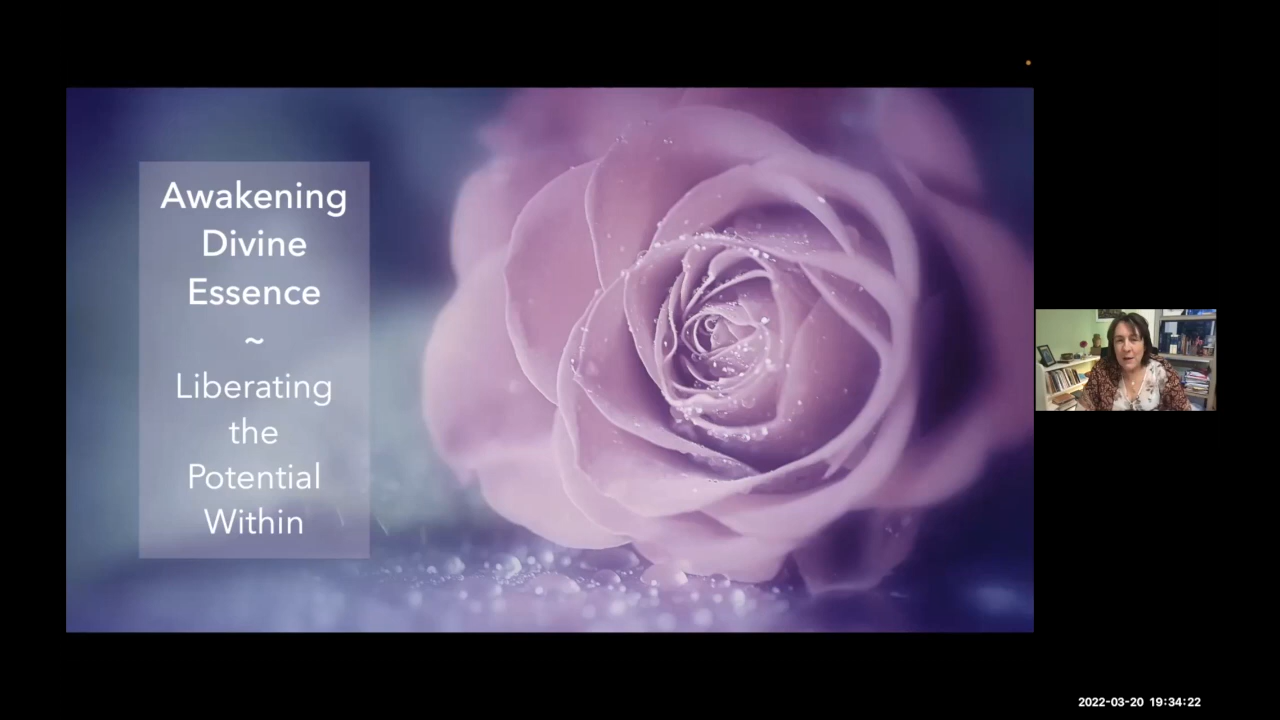 Awakening
Divine
Essence
~
Liberating
the
Potential
Within
2022-03-20 19:34:22